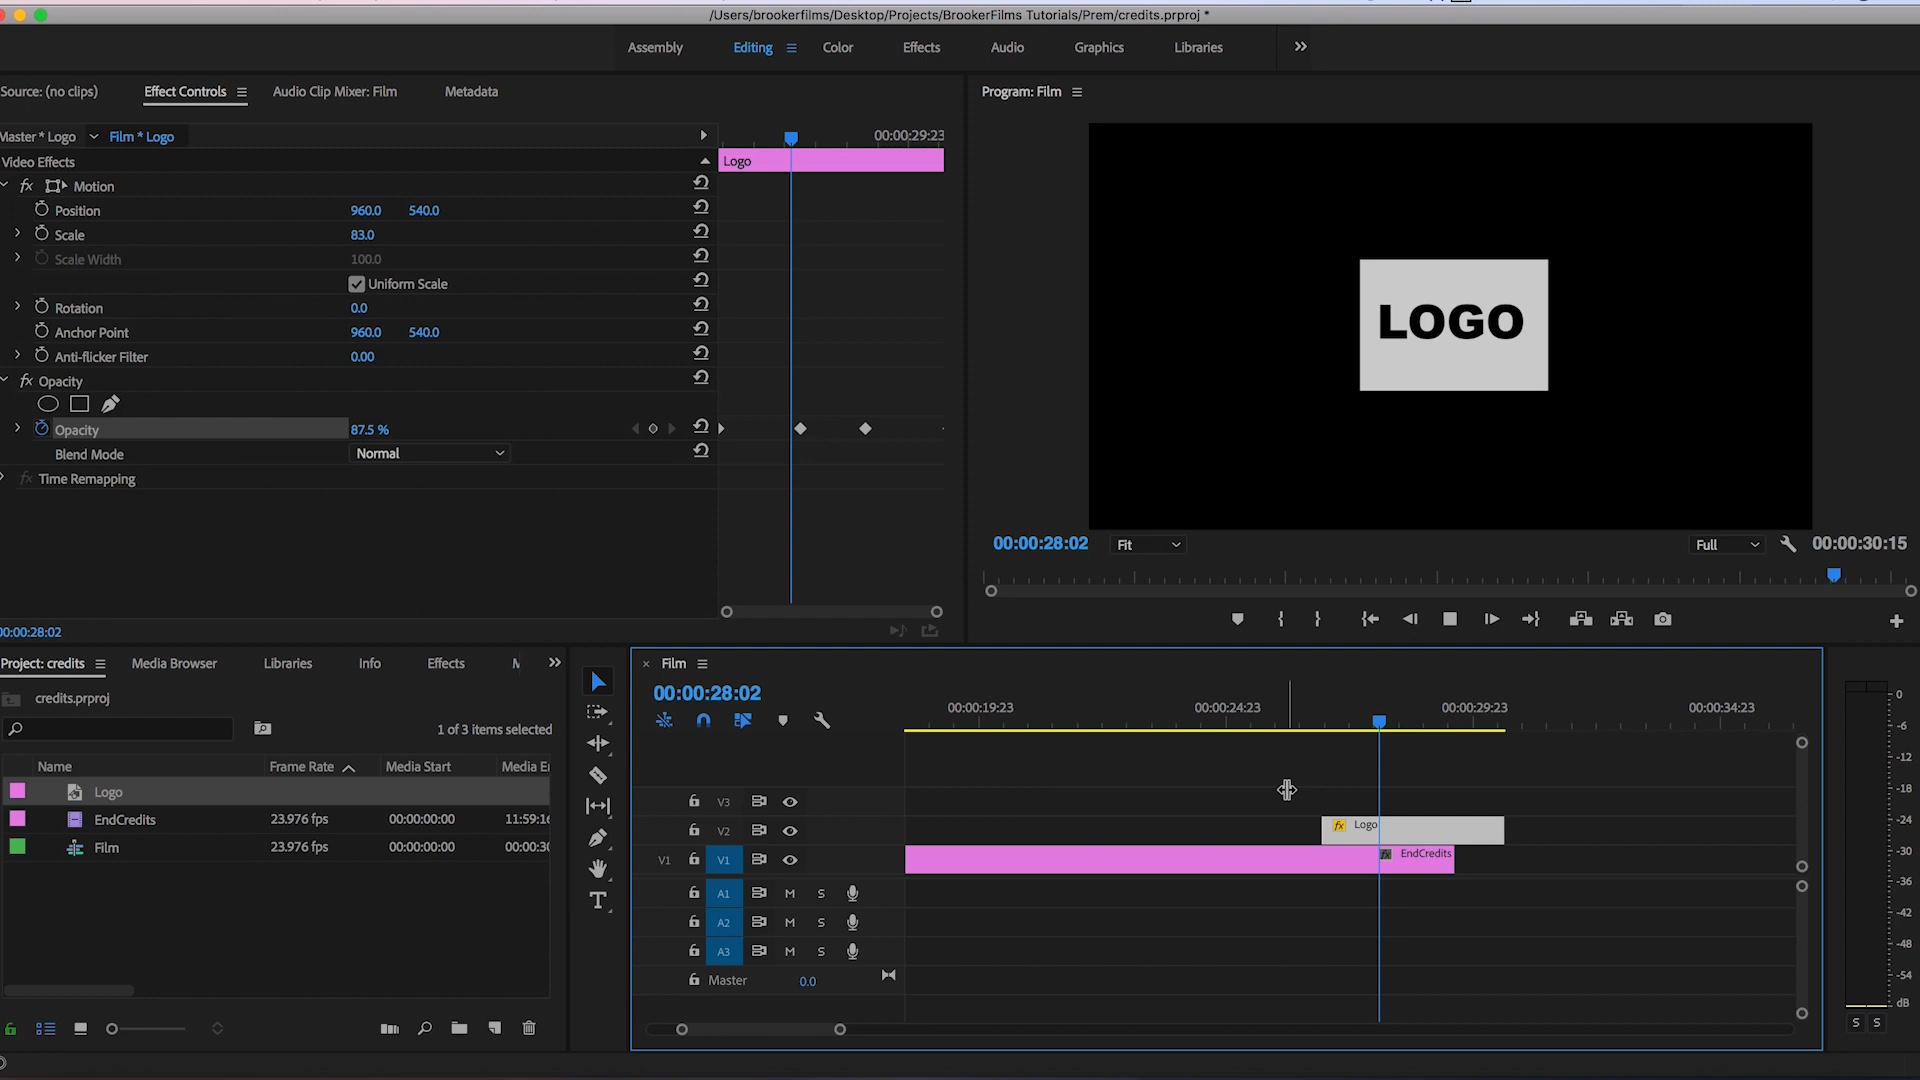 /Users/brookerfilms/Desktop/Projects/BrookerFilms Tutorials/Prem/credits.prproj *
Assembly Editing Color Effects Audio Graphics Libraries
Source: (no clips) Effect Controls Audio Clip Mixer: Film Metadata
Program: Film
Master * Logo Film * Logo 00:00:29:23
Video Effects Logo
fx Motion
Position 960.0 540.0
Scale 83.0
Scale Width 100.0
Uniform Scale
Rotation 0.0
Anchor Point 960.0 540.0
Anti-flicker Filter 0.00
fx Opacity
Opacity 87.5 %
Blend Mode Normal
fx Time Remapping
LOGO
00:00:28:02 Fit Full 00:00:30:15
00:00:28:02
Project: credits Media Browser Libraries Info Effects
credits.prproj
1 of 3 items selected
Name Frame Rate Media Start Media E
Logo
EndCredits 23.976 fps 00:00:00:00 11:59:16
Film 23.976 fps 00:00:00:00 00:00:30
Film
00:00:28:02
00:00:19:23 00:00:24:23 00:00:29:23 00:00:34:23
V3
V2 fx Logo
V1 V1 fx EndCredits
A1 M S
A2 M S
A3 M S
Master 0.0
0
-6
-12
-18
-24
-30
-36
-42
-48
-54
dB
S S